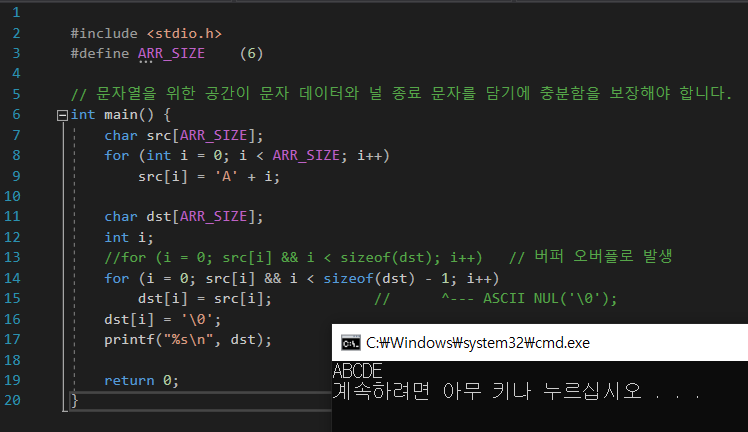 1
2 #include <stdio.h>
3 #define ARR_SIZE (6)
4
5 // 문자열을 위한 공간이 문자 데이터와 널 종료 문자를 담기에 충분함을 보장해야 합니다.
6 int main() {
7 char src[ARR_SIZE];
8 for (int i = 0; i < ARR_SIZE; i++)
9 src[i] = 'A' + i;
10
11 char dst[ARR_SIZE];
12 int i;
13 //for (i = 0; src[i] && i < sizeof(dst); i++) // 버퍼 오버플로 발생
14 for (i = 0; src[i] && i < sizeof(dst) - 1; i++)
15 dst[i] = src[i]; // ^--- ASCII NUL('\0');
16 dst[i] = '\0';
17 printf("%s\n", dst);
18
19 return 0;
20 }
C:₩Windows₩system32₩cmd.exe
ABCDE
계속하려면 아무 키나 누르십시오 . . .